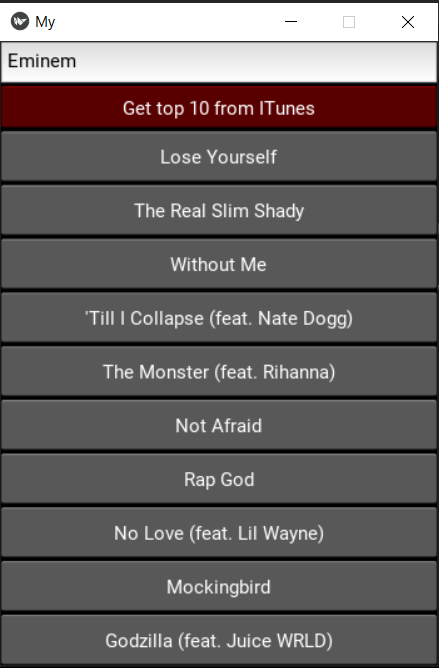 My
Eminem
Get top 10 from ITunes
Lose Yourself
The Real Slim Shady
Without Me
'Till I Collapse (feat. Nate Dogg)
The Monster (feat. Rihanna)
Not Afraid
Rap God
No Love (feat. Lil Wayne)
Mockingbird
Godzilla (feat. Juice WRLD)